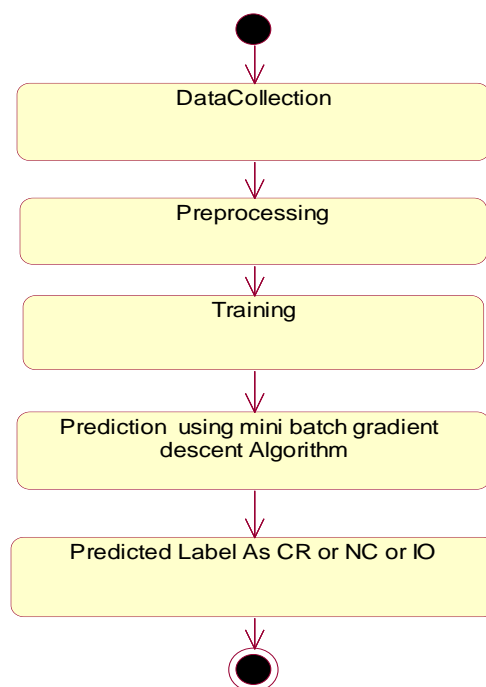 DataCollection
Preprocessing
Training
Prediction  using mini batch gradient
descent Algorithm
Predicted Label As CR or NC or IO